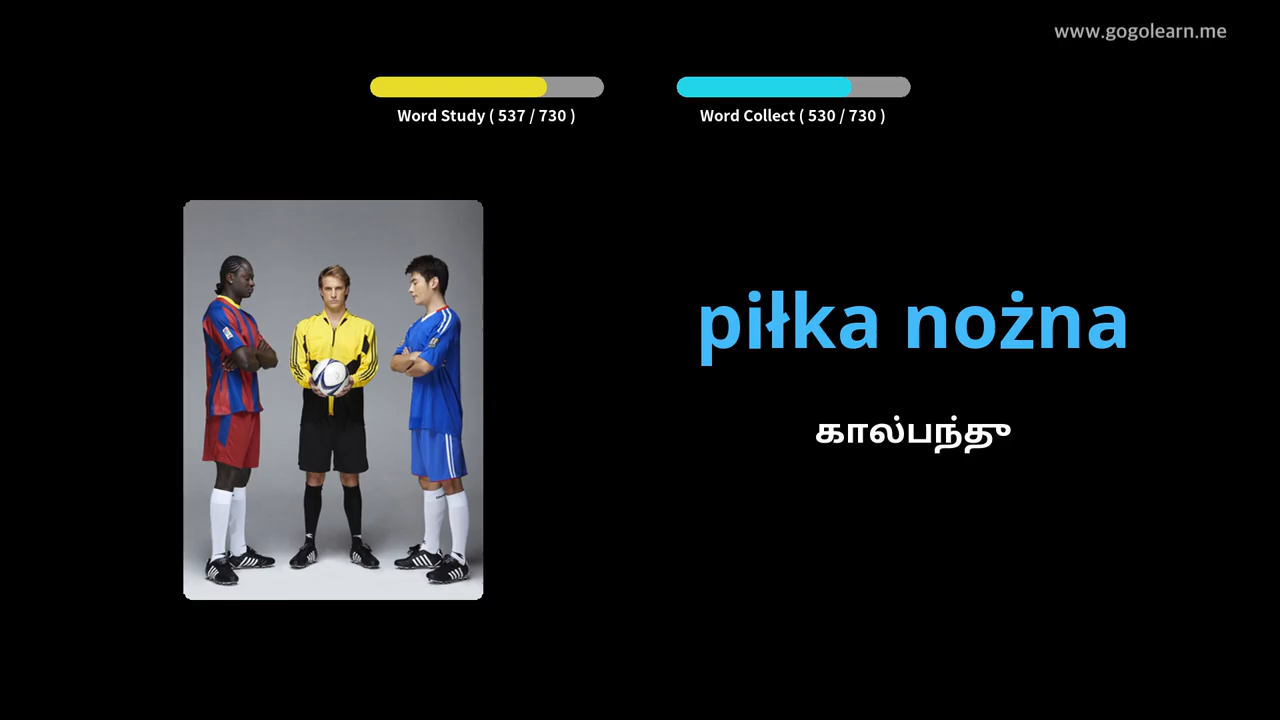 www.gogolearn.me
Word Study ( 537 / 730 )
Word Collect ( 530 / 730 )
piłka nożna
கால்பந்து